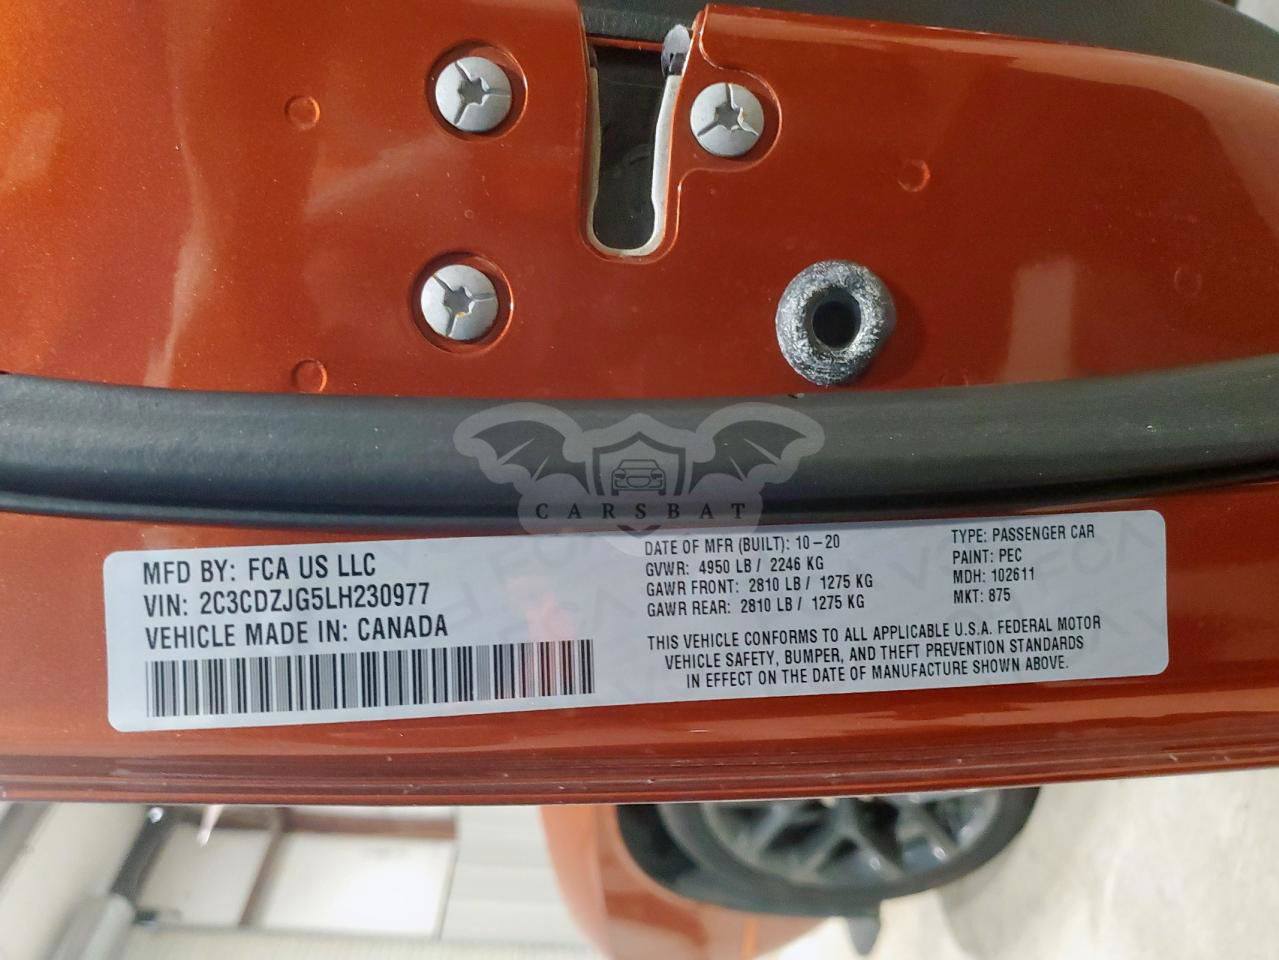 CARSBAT
MFD BY: FCA US LLC
VIN: 2C3CDZJG5LH230977
VEHICLE MADE IN: CANADA
DATE OF MFR (BUILT): 10-20
GVWR: 4950 LB / 2246 KG
GAWR FRONT: 2810 LB / 1275 KG
GAWR REAR: 2810 LB / 1275 KG
TYPE: PASSENGER CAR
PAINT: PEC
MDH: 102611
MKT: 875
THIS VEHICLE CONFORMS TO ALL APPLICABLE U.S.A. FEDERAL MOTOR
VEHICLE SAFETY, BUMPER, AND THEFT PREVENTION STANDARDS
IN EFFECT ON THE DATE OF MANUFACTURE SHOWN ABOVE.